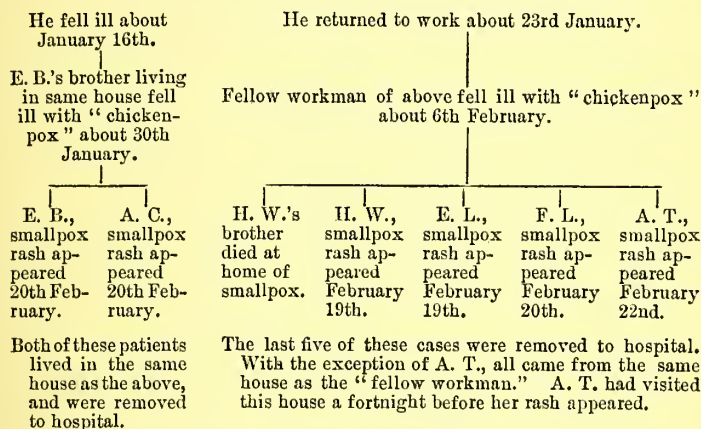 He fell ill about
January 16th.
E. B.'s brother living
in same house fell
ill with “ chicken-
pox ” about 30th
January.
E. B.,
smallpox
rash ap-
peared
20th Feb-
ruary.
A. C.,
smallpox
rash ap-
peared
20th Feb-
ruary.
Both of these patients
lived in the same
house as the above,
and were removed
to hospital.
He returned to work about 23rd January.
Fellow workman of above fell ill with “ chickenpox ”
about 6th February.
H. W.'s
brother
died at
home of
smallpox.
H. W.,
smallpox
rash ap-
peared
February
19th.
E. L.,
smallpox
rash ap-
peared
February
19th.
F. L.,
smallpox
rash ap-
peared
February
20th.
A. T.,
smallpox
rash ap-
peared
February
22nd.
The last five of these cases were removed to hospital.
With the exception of A. T., all came from the same
house as the “ fellow workman.” A. T. had visited
this house a fortnight before her rash appeared.